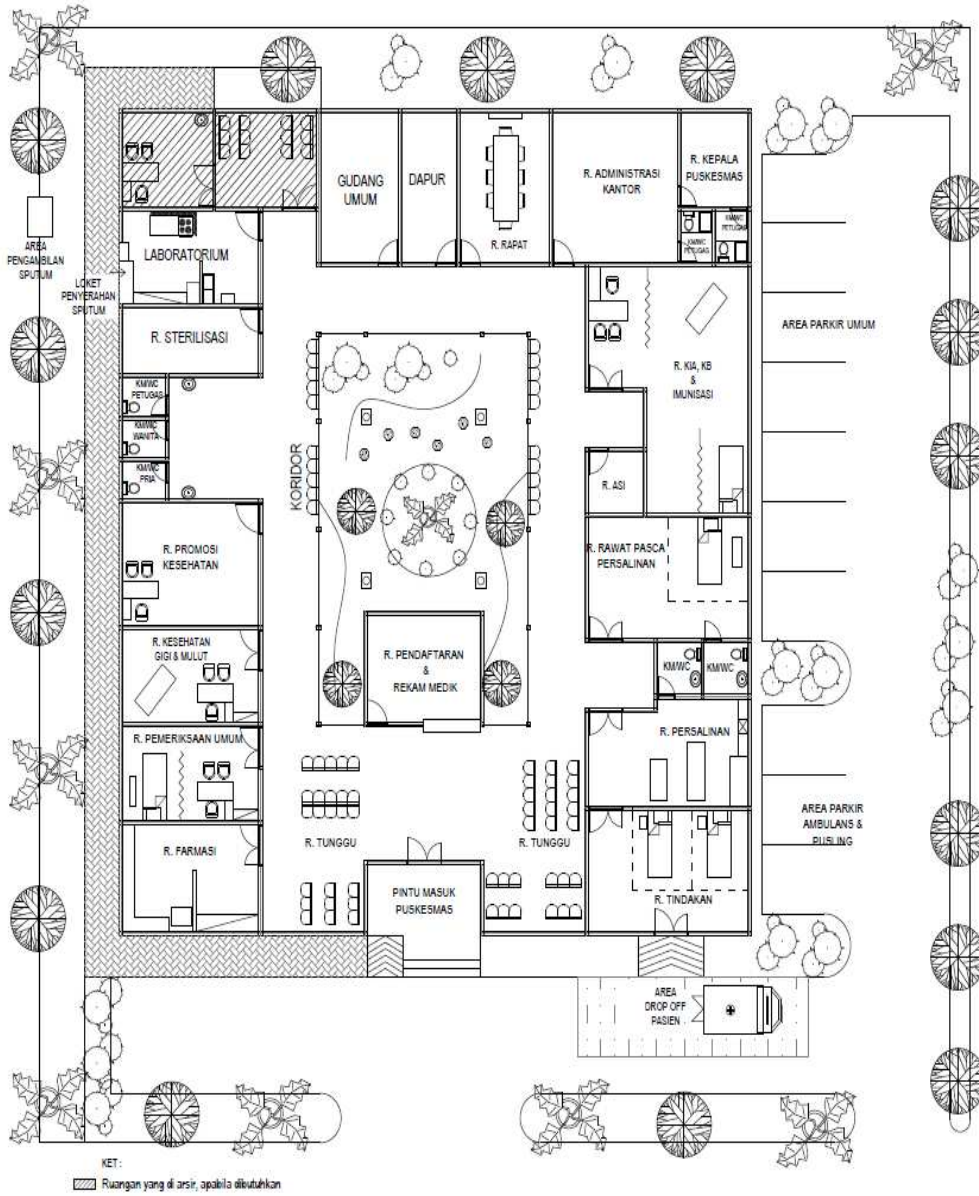 GUDANG
UMUM
DAPUR
R. RAPAT
R. ADMINISTRASI
KANTOR
R. KEPALA
PUSKESMAS
KM/WC
PETUGAS
KM/WC
PETUGAS
AREA
PENGAMBILAN
SPUTUM
LOKET
PENYERAHAN
SPUTUM
LABORATORIUM
R. STERILISASI
KM/WC
PETUGAS
KM/WC
WANITA
KM/WC
PRIA
KORIDOR
R. KIA, KB
&
IMUNISASI
AREA PARKIR UMUM
R. ASI
R. PROMOSI
KESEHATAN
R. RAWAT PASCA
PERSALINAN
R. KESEHATAN
GIGI & MULUT
R. PENDAFTARAN
&
REKAM MEDIK
KM/WC
KM/WC
R. PEMERIKSAAN UMUM
R. PERSALINAN
R. FARMASI
R. TUNGGU
R. TUNGGU
AREA PARKIR
AMBULANS &
PUSLING
PINTU MASUK
PUSKESMAS
R. TINDAKAN
AREA
DROP OFF
PASIEN
KET :
Ruangan yang di arsir, apabila dibutuhkan